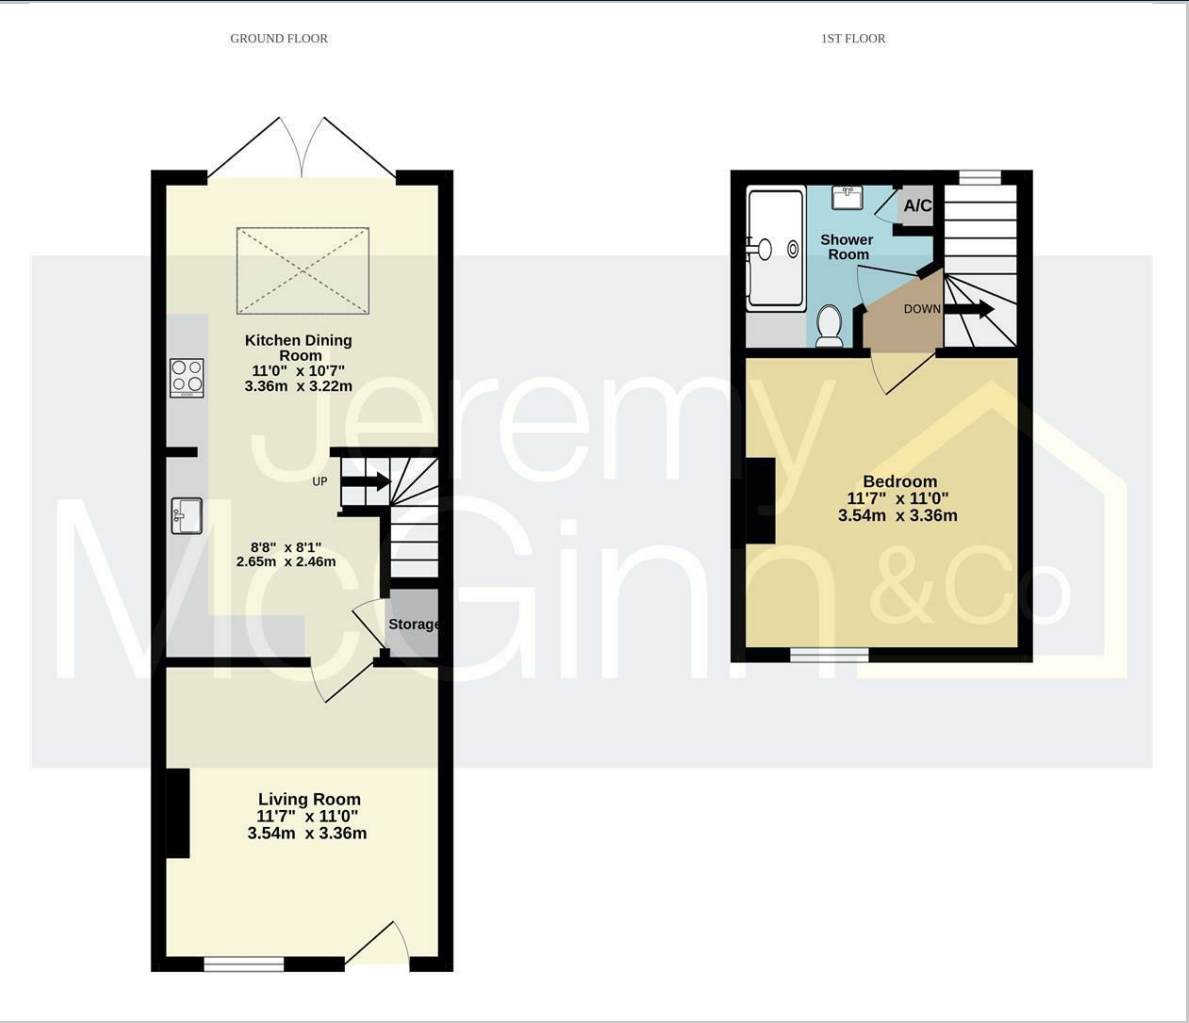 GROUND FLOOR
1ST FLOOR
Kitchen Dining
Room
11'0" x 10'7"
3.36m x 3.22m
UP
8'8" x 8'1"
2.65m x 2.46m
Storage
Living Room
11'7" x 11'0"
3.54m x 3.36m
A/C
Shower
Room
DOWN
Bedroom
11'7" x 11'0"
3.54m x 3.36m
Jeremy
McGinn &Co